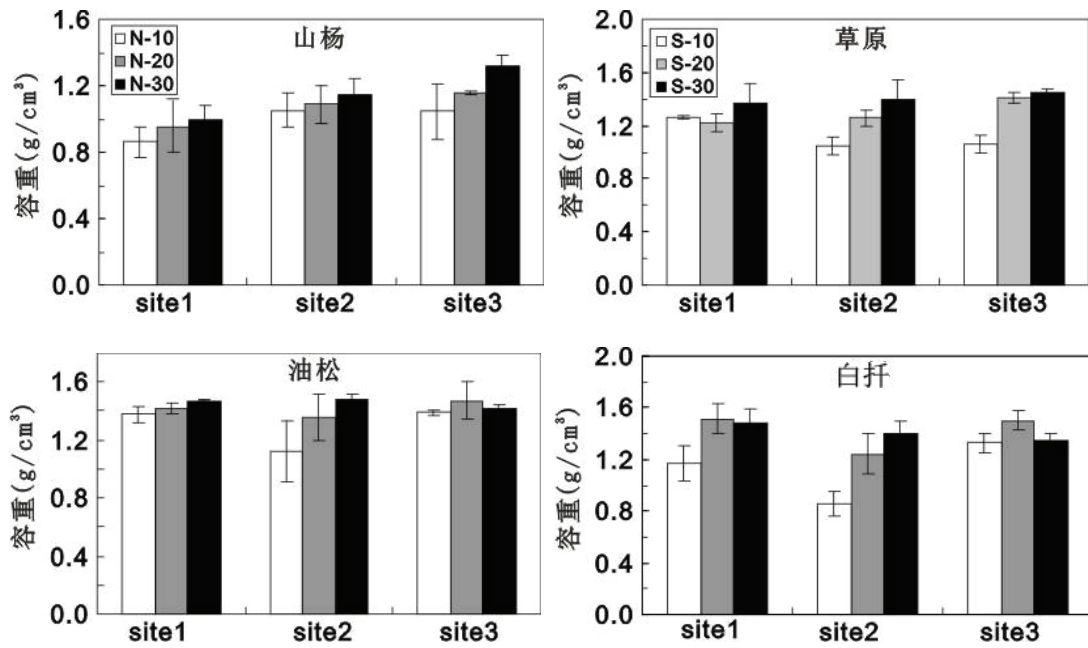 山杨
N-10
N-20
N-30
容重(g/cm³)
1.6
1.2
0.8
0.4
0.0
site1 site2 site3
草原
S-10
S-20
S-30
容重(g/cm³)
2.0
1.6
1.2
0.8
0.4
0.0
site1 site2 site3
油松
容重(g/cm³)
1.6
1.2
0.8
0.4
0.0
site1 site2 site3
白扦
容重(g/cm³)
2.0
1.6
1.2
0.8
0.4
0.0
site1 site2 site3